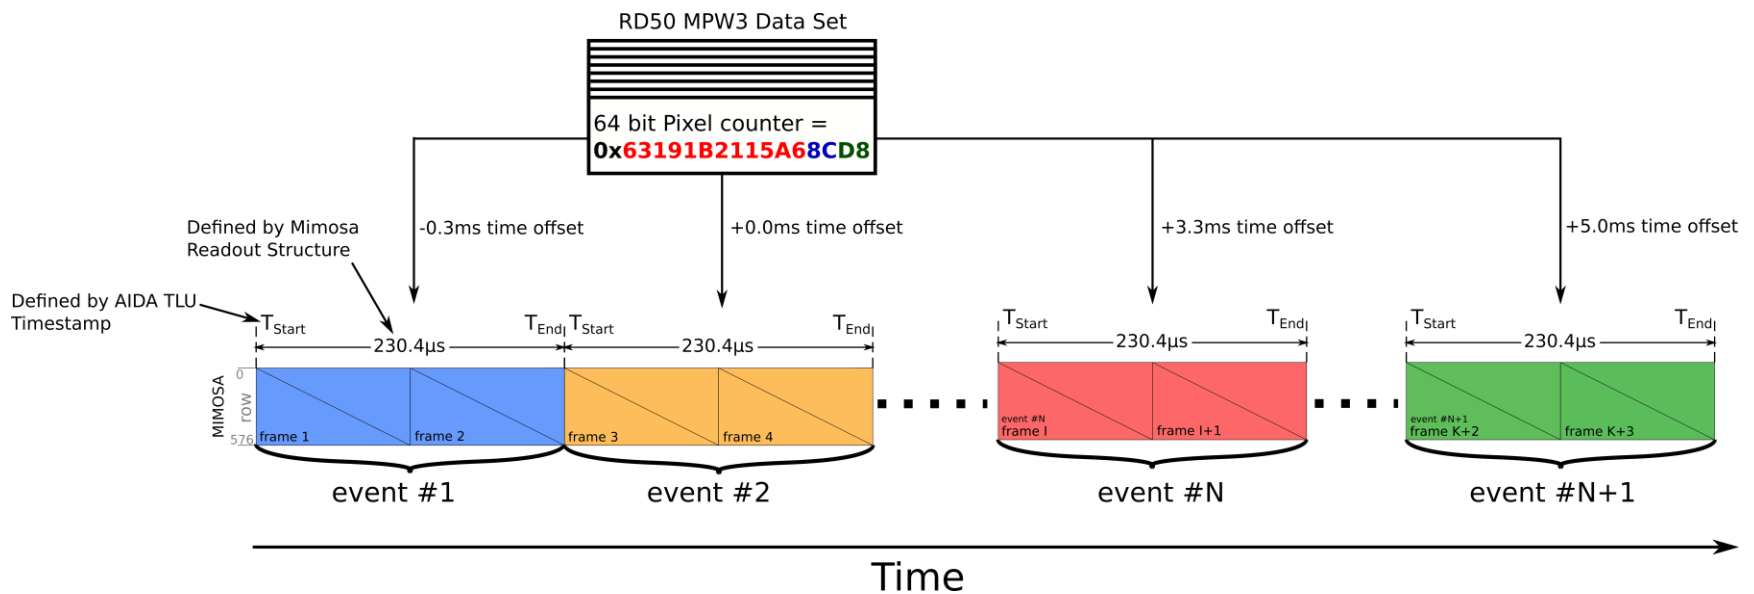 RD50 MPW3 Data Set
64 bit Pixel counter =
0x63191B2115A68CD8
Defined by Mimosa
Readout Structure
-0.3ms time offset
+0.0ms time offset
+3.3ms time offset
+5.0ms time offset
Defined by AIDA TLU
Timestamp
TStart TEnd TStart TEnd TStart TEnd TStart TEnd
230.4µs 230.4µs 230.4µs 230.4µs
MIMOSA
row
0
576
frame 1 frame 2 frame 3 frame 4
event #N
frame I frame I+1
event #N+1
frame K+2 frame K+3
event #1 event #2 event #N event #N+1
Time